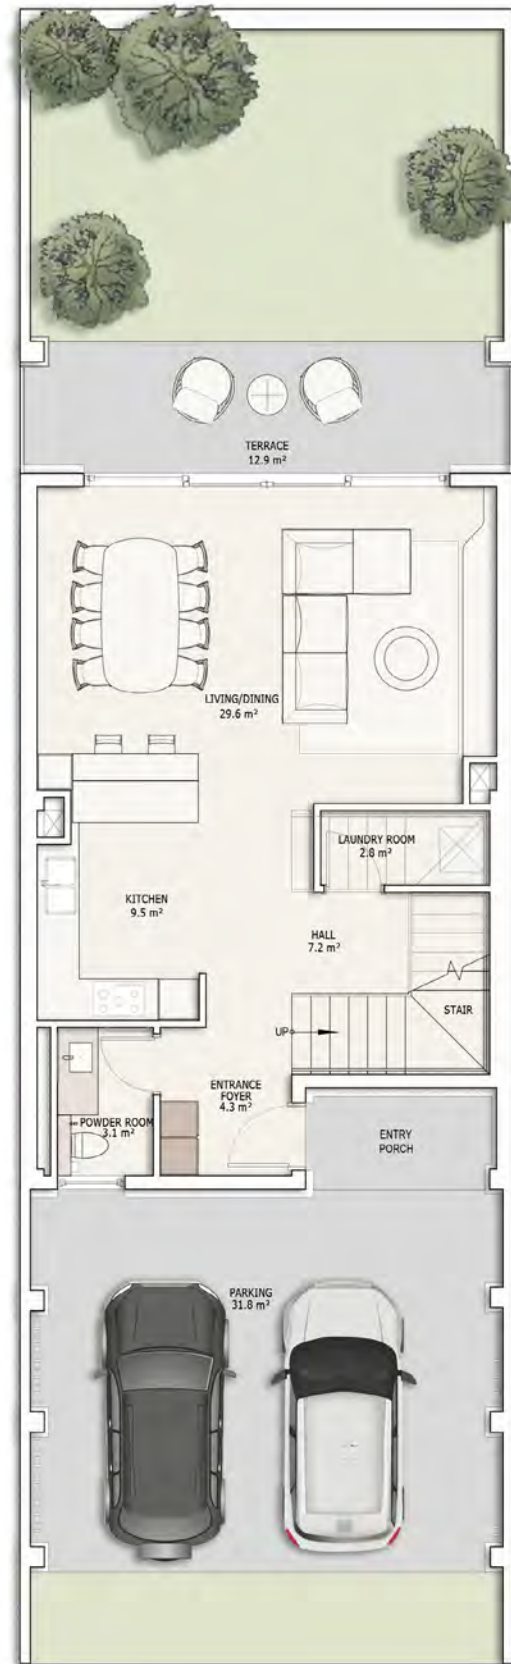 TERRACE
12.9 m²
LIVING/DINING
29.6 m²
LAUNDRY ROOM
2.8 m²
KITCHEN
9.5 m²
HALL
7.2 m²
STAIR
UP
ENTRANCE
FOYER
4.3 m²
POWDER ROOM
3.1 m²
ENTRY
PORCH
PARKING
31.8 m²